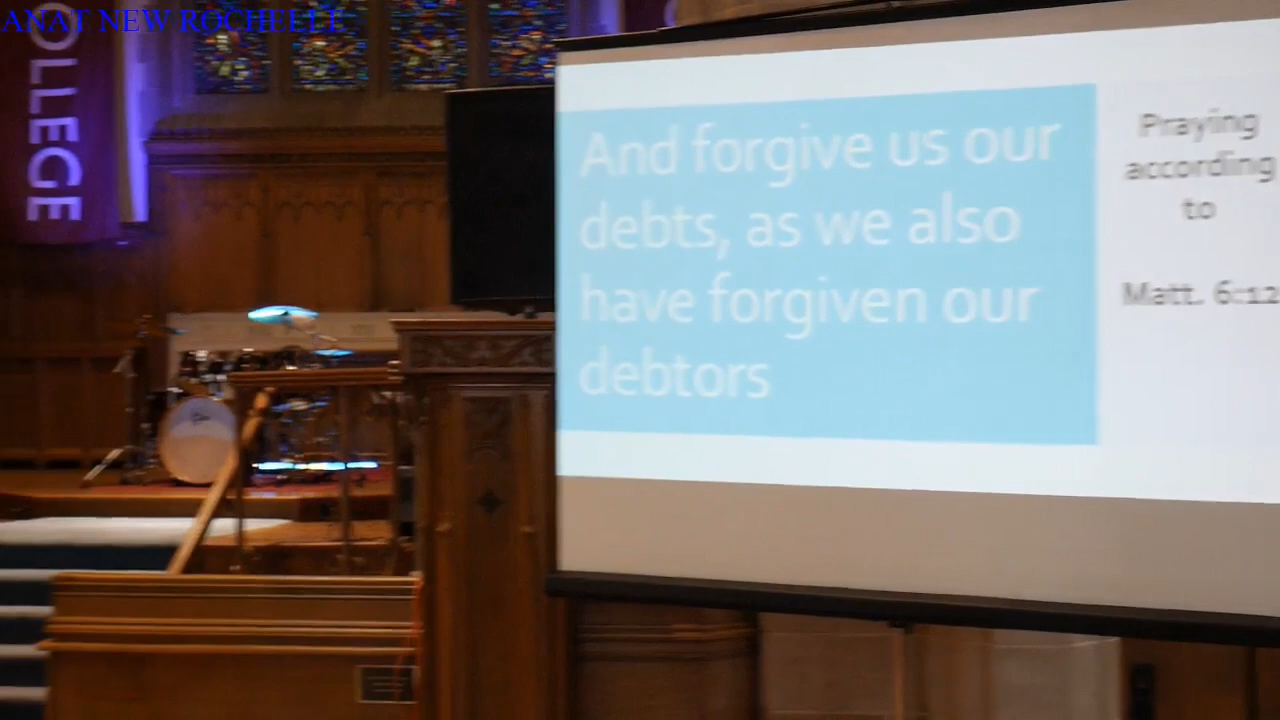 ANAT NEW ROCHELLE
OLLEGE
And forgive us our
debts, as we also
have forgiven our
debtors
Praying
according
to
Matt. 6:12